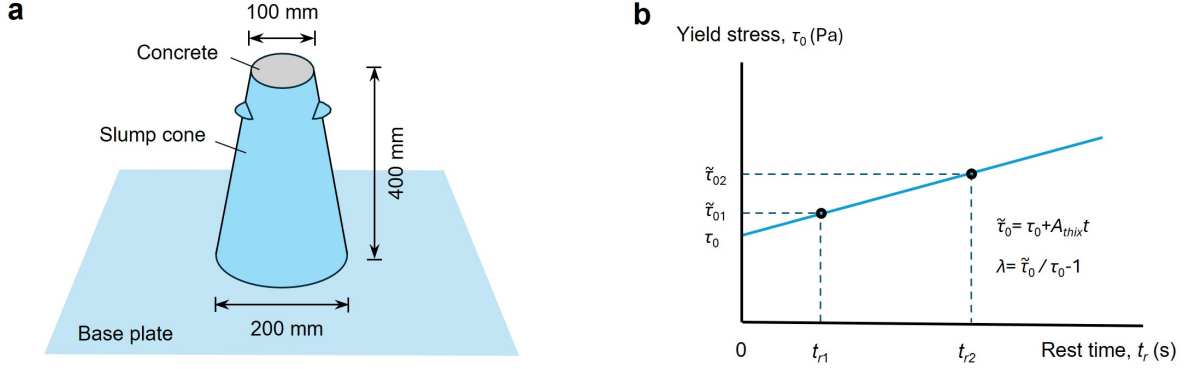 a
100 mm
Concrete
Slump cone
400 mm
200 mm
Base plate
b
Yield stress, τ₀ (Pa)
τ̃₀₂
τ̃₀₁
τ₀
τ̃₀= τ₀+Aₜₕᵢₓt
λ= τ̃₀ / τ₀-1
0
tᵣ₁
tᵣ₂
Rest time, tᵣ (s)